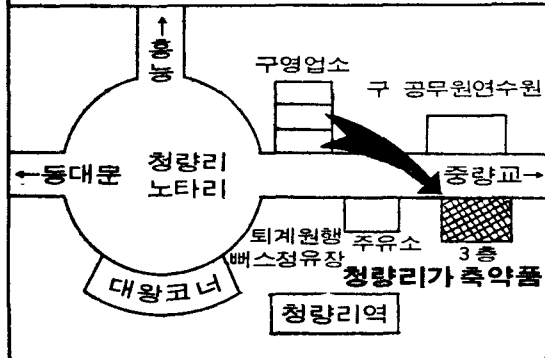 ↑
홍
능
구영업소
구 공무원연수원
←동대문
청량리
노타리
중량교→
퇴계원행
뻐스정유장
주유소
3층
대왕코너
청량리가축약품
청량리역